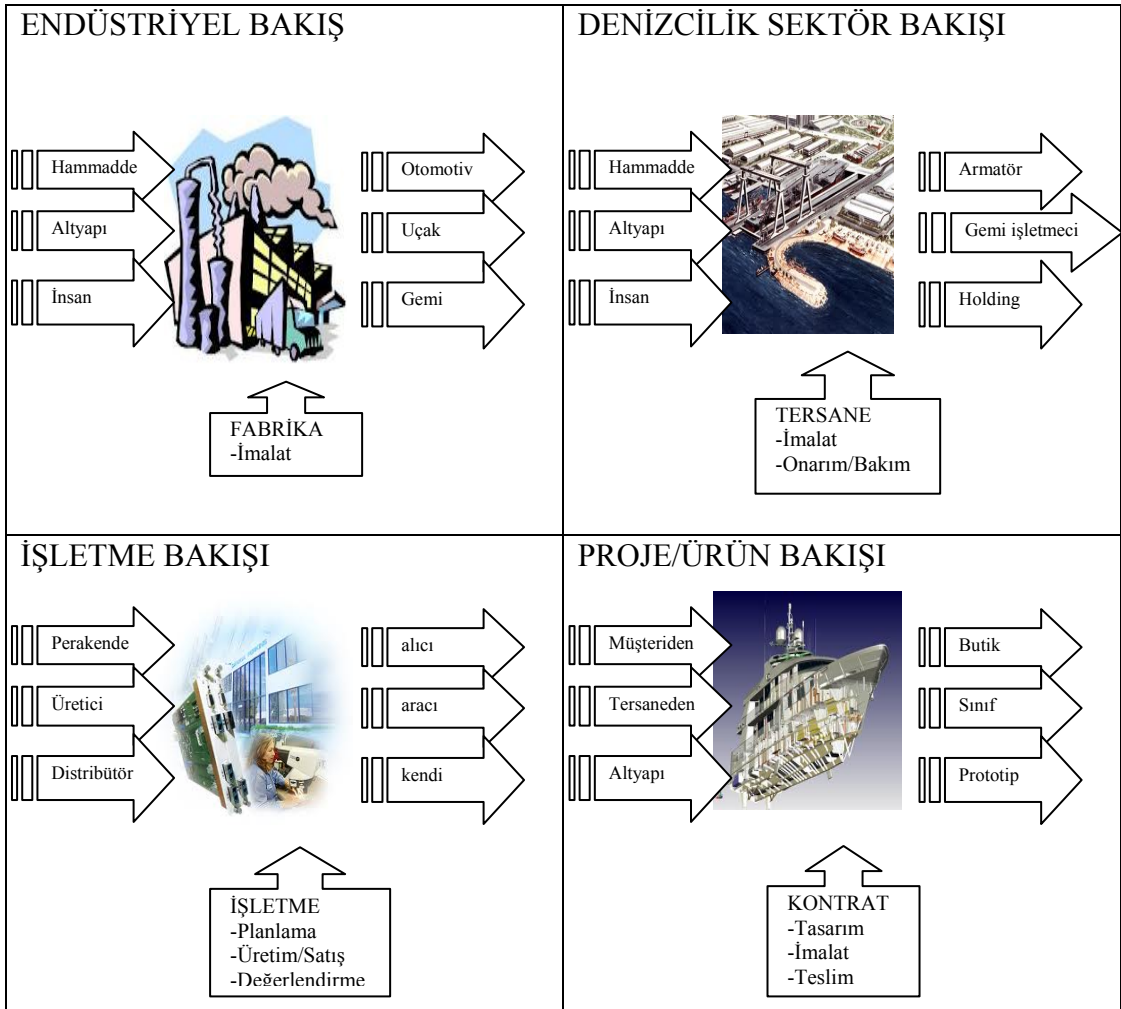 ENDÜSTRİYEL BAKIŞ
Hammadde
Altyapı
İnsan
Otomotiv
Uçak
Gemi
FABRİKA
-İmalat
DENİZCİLİK SEKTÖR BAKIŞI
Hammadde
Altyapı
İnsan
Armatör
Gemi işletmeci
Holding
TERSANE
-İmalat
-Onarım/Bakım
İŞLETME BAKIŞI
Perakende
Üretici
Distribütör
alıcı
aracı
kendi
İŞLETME
-Planlama
-Üretim/Satış
-Değerlendirme
PROJE/ÜRÜN BAKIŞI
Müşteriden
Tersaneden
Altyapı
Butik
Sınıf
Prototip
KONTRAT
-Tasarım
-İmalat
-Teslim